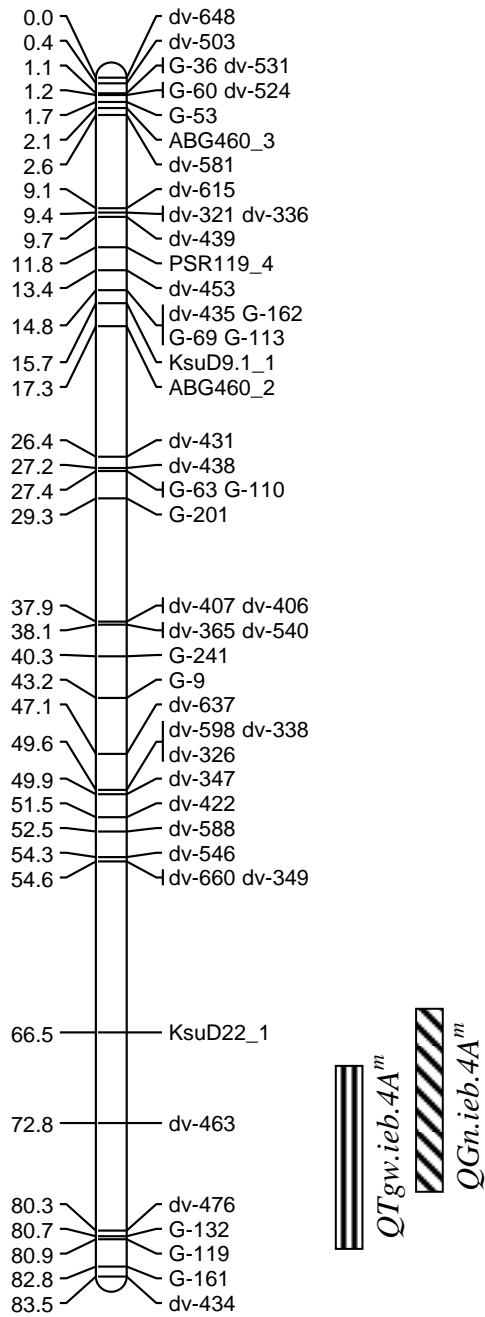 0.0 dv-648
0.4 dv-503
1.1 G-36 dv-531
1.2 G-60 dv-524
1.7 G-53
2.1 ABG460_3
2.6 dv-581
9.1 dv-615
9.4 dv-321 dv-336
9.7 dv-439
11.8 PSR119_4
13.4 dv-453
14.8 dv-435 G-162
G-69 G-113
15.7 KsuD9.1_1
17.3 ABG460_2
26.4 dv-431
27.2 dv-438
27.4 G-63 G-110
29.3 G-201
37.9 dv-407 dv-406
38.1 dv-365 dv-540
40.3 G-241
43.2 G-9
47.1 dv-637
49.6 dv-598 dv-338
dv-326
49.9 dv-347
51.5 dv-422
52.5 dv-588
54.3 dv-546
54.6 dv-660 dv-349
66.5 KsuD22_1
72.8 dv-463
80.3 dv-476
80.7 G-132
80.9 G-119
82.8 G-161
83.5 dv-434
QTgw.ieb.4Aᵐ
QGn.ieb.4Aᵐ